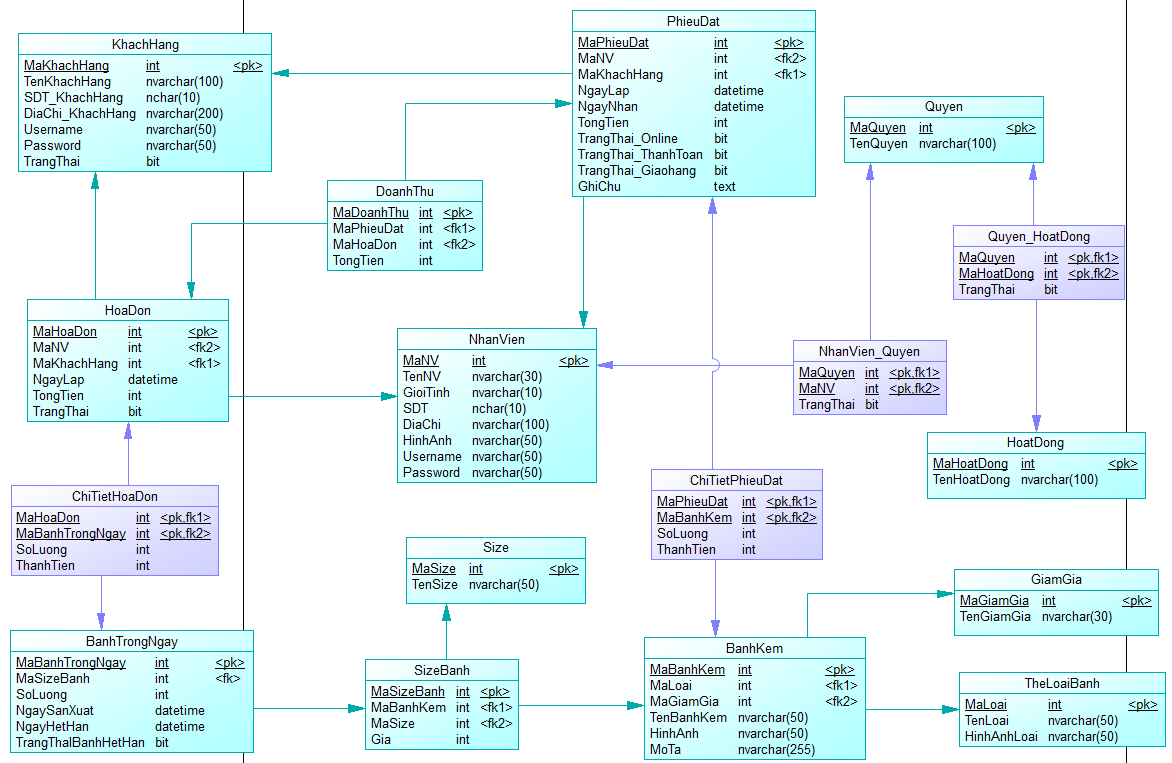 KhachHang
MaKhachHang int <pk>
TenKhachHang nvarchar(100)
SDT_KhachHang nchar(10)
DiaChi_KhachHang nvarchar(200)
Username nvarchar(50)
Password nvarchar(50)
TrangThai bit
PhieuDat
MaPhieuDat int <pk>
MaNV int <fk2>
MaKhachHang int <fk1>
NgayLap datetime
NgayNhan datetime
TongTien int
TrangThai_Online bit
TrangThai_ThanhToan bit
TrangThai_Giaohang bit
GhiChu text
Quyen
MaQuyen int <pk>
TenQuyen nvarchar(100)
DoanhThu
MaDoanhThu int <pk>
MaPhieuDat int <fk1>
MaHoaDon int <fk2>
TongTien int
Quyen_HoatDong
MaQuyen int <pk,fk1>
MaHoatDong int <pk,fk2>
TrangThai bit
HoaDon
MaHoaDon int <pk>
MaNV int <fk2>
MaKhachHang int <fk1>
NgayLap datetime
TongTien int
TrangThai bit
NhanVien
MaNV int <pk>
TenNV nvarchar(30)
GioiTinh nvarchar(10)
SDT nchar(10)
DiaChi nvarchar(100)
HinhAnh nvarchar(50)
Username nvarchar(50)
Password nvarchar(50)
NhanVien_Quyen
MaQuyen int <pk,fk1>
MaNV int <pk,fk2>
TrangThai bit
HoatDong
MaHoatDong int <pk>
TenHoatDong nvarchar(100)
ChiTietHoaDon
MaHoaDon int <pk,fk1>
MaBanhTrongNgay int <pk,fk2>
SoLuong int
ThanhTien int
ChiTietPhieuDat
MaPhieuDat int <pk,fk1>
MaBanhKem int <pk,fk2>
SoLuong int
ThanhTien int
Size
MaSize int <pk>
TenSize nvarchar(50)
GiamGia
MaGiamGia int <pk>
TenGiamGia nvarchar(30)
BanhTrongNgay
MaBanhTrongNgay int <pk>
MaSizeBanh int <fk>
SoLuong int
NgaySanXuat datetime
NgayHetHan datetime
TrangThaIBanhHetHan bit
SizeBanh
MaSizeBanh int <pk>
MaBanhKem int <fk1>
MaSize int <fk2>
Gia int
BanhKem
MaBanhKem int <pk>
MaLoai int <fk1>
MaGiamGia int <fk2>
TenBanhKem nvarchar(50)
HinhAnh nvarchar(50)
MoTa nvarchar(255)
TheLoaiBanh
MaLoai int <pk>
TenLoai nvarchar(50)
HinhAnhLoai nvarchar(50)